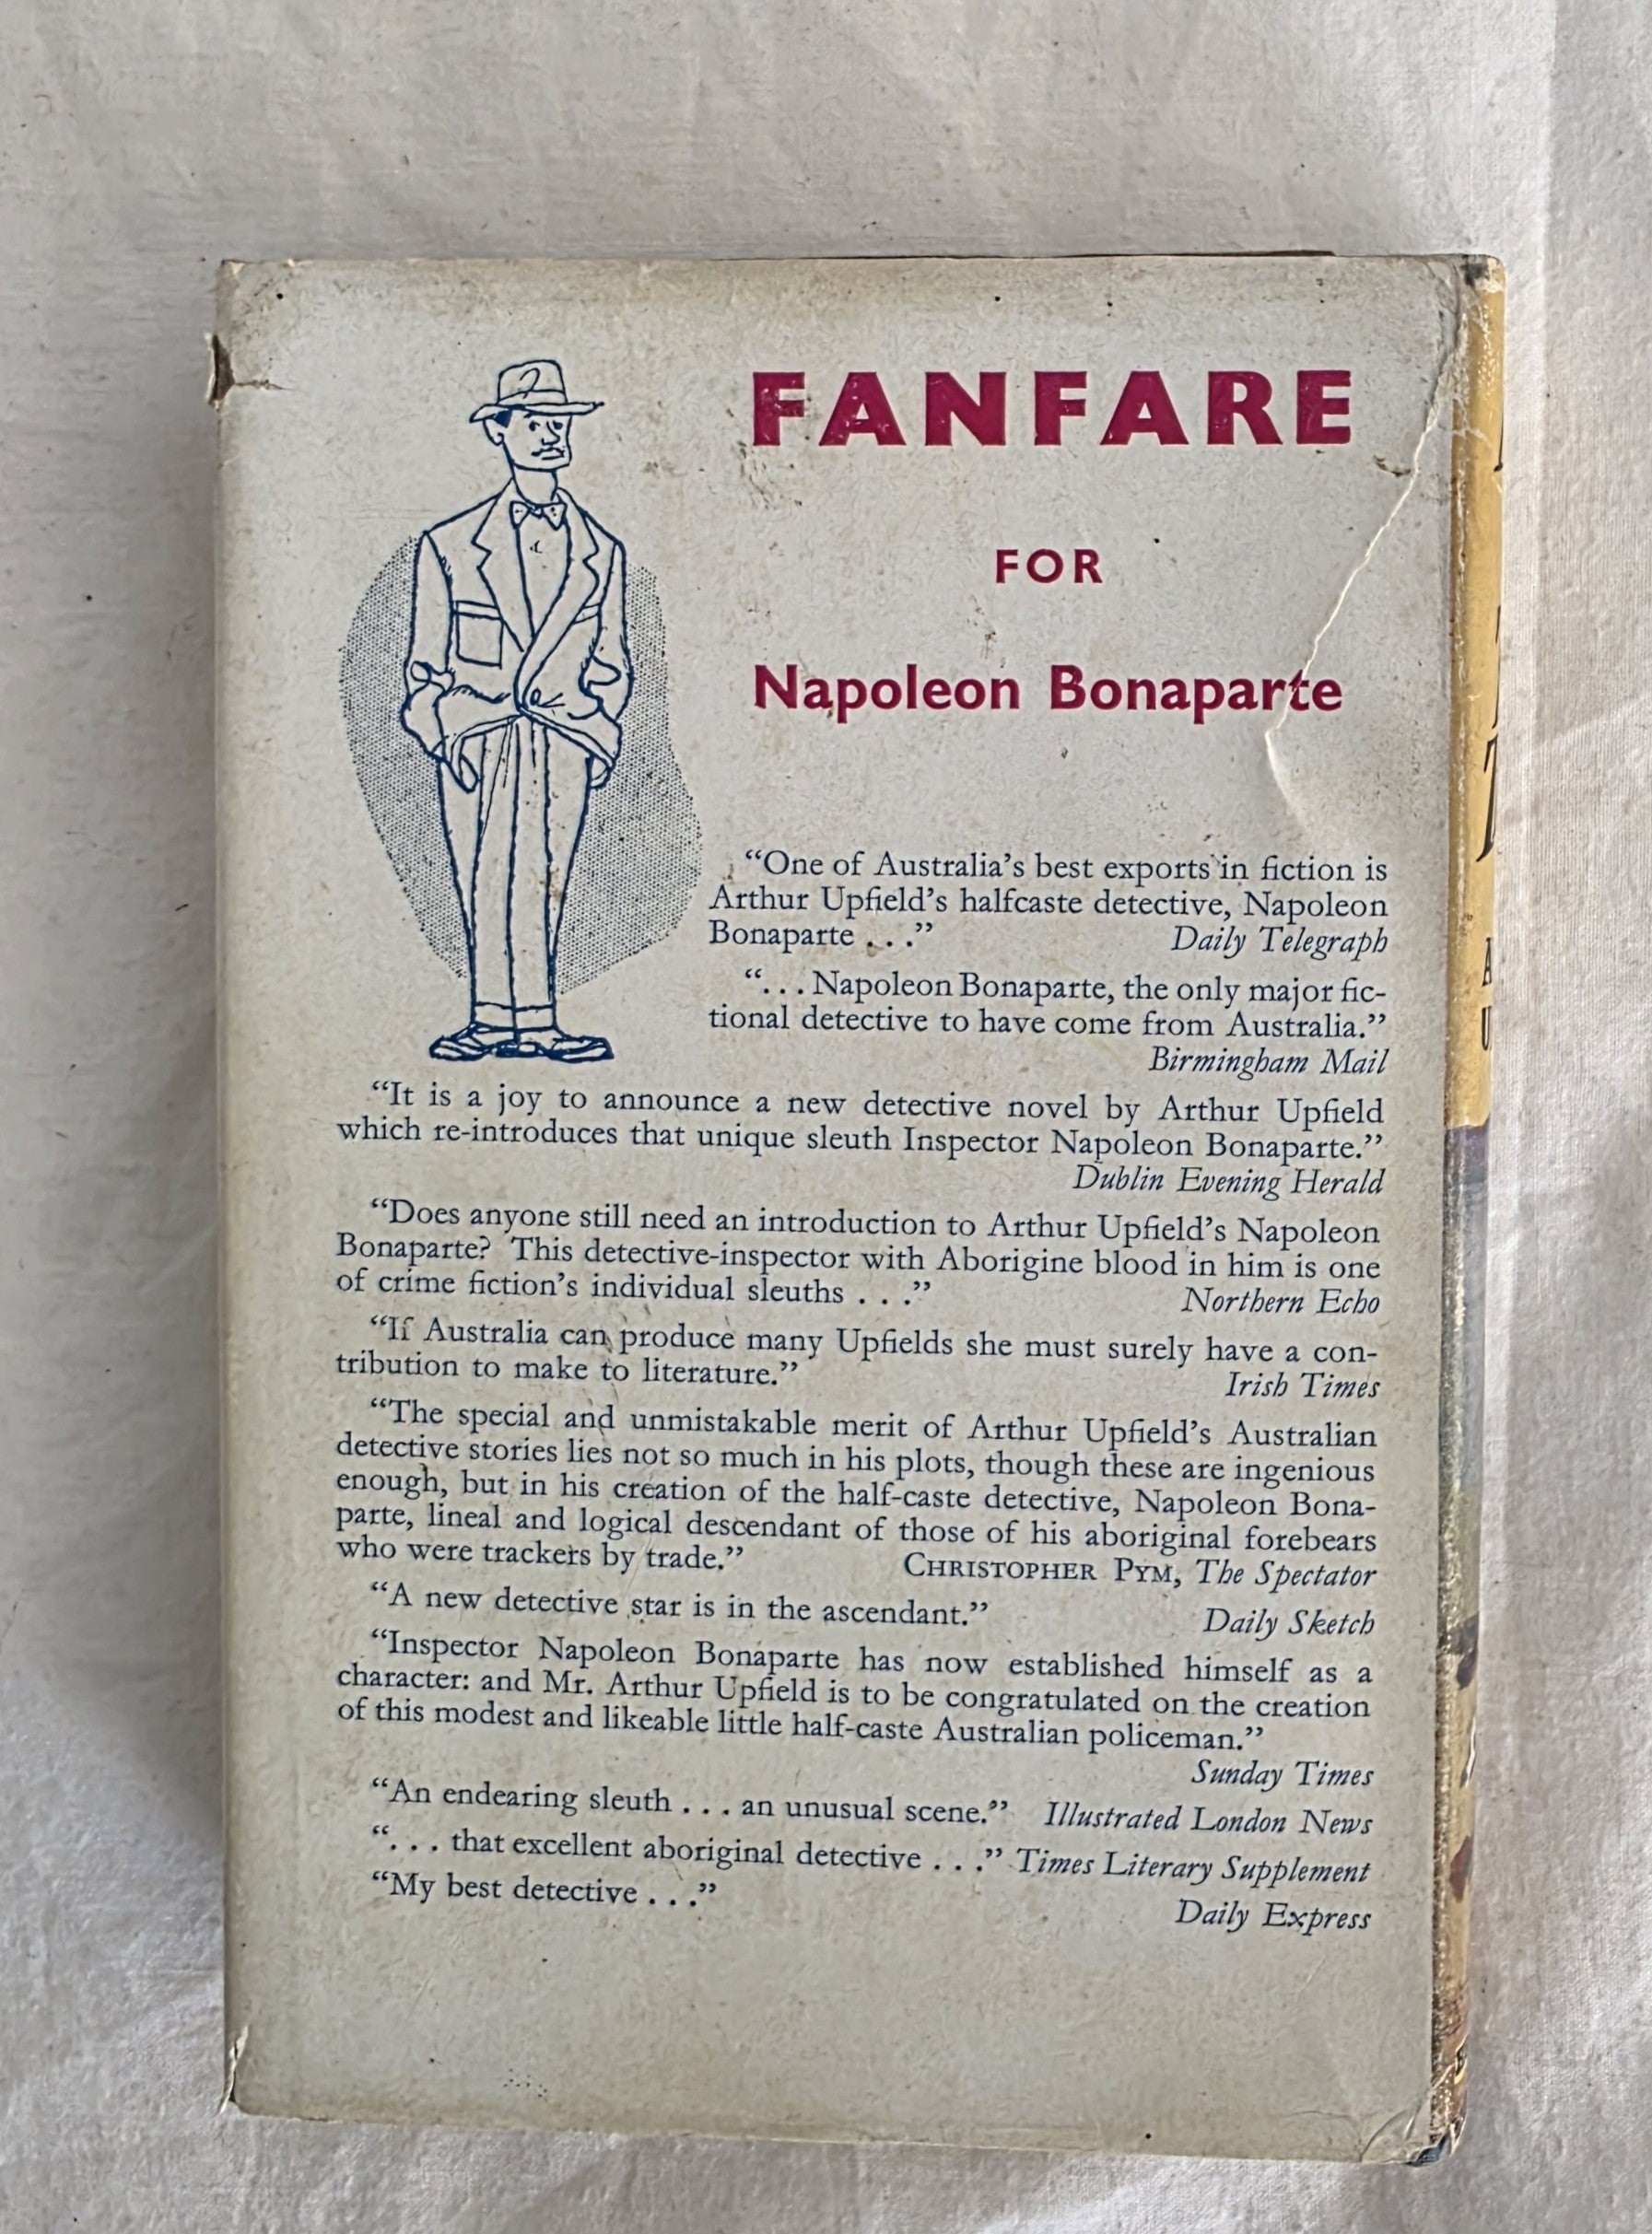 FANFARE
FOR
Napoleon Bonaparte
“One of Australia’s best exports in fiction is
Arthur Upfield’s halfcaste detective, Napoleon
Bonaparte . . .” Daily Telegraph
“. . . Napoleon Bonaparte, the only major fic-
tional detective to have come from Australia.”
Birmingham Mail
“It is a joy to announce a new detective novel by Arthur Upfield
which re-introduces that unique sleuth Inspector Napoleon Bonaparte.”
Dublin Evening Herald
“Does anyone still need an introduction to Arthur Upfield’s Napoleon
Bonaparte? This detective-inspector with Aborigine blood in him is one
of crime fiction’s individual sleuths . . .” Northern Echo
“If Australia can produce many Upfields she must surely have a con-
tribution to make to literature.” Irish Times
“The special and unmistakable merit of Arthur Upfield’s Australian
detective stories lies not so much in his plots, though these are ingenious
enough, but in his creation of the half-caste detective, Napoleon Bona-
parte, lineal and logical descendant of those of his aboriginal forebears
who were trackers by trade.” CHRISTOPHER PYM, The Spectator
“A new detective star is in the ascendant.” Daily Sketch
“Inspector Napoleon Bonaparte has now established himself as a
character: and Mr. Arthur Upfield is to be congratulated on the creation
of this modest and likeable little half-caste Australian policeman.”
Sunday Times
“An endearing sleuth . . . an unusual scene.” Illustrated London News
“. . . that excellent aboriginal detective . . .” Times Literary Supplement
“My best detective . . .” Daily Express